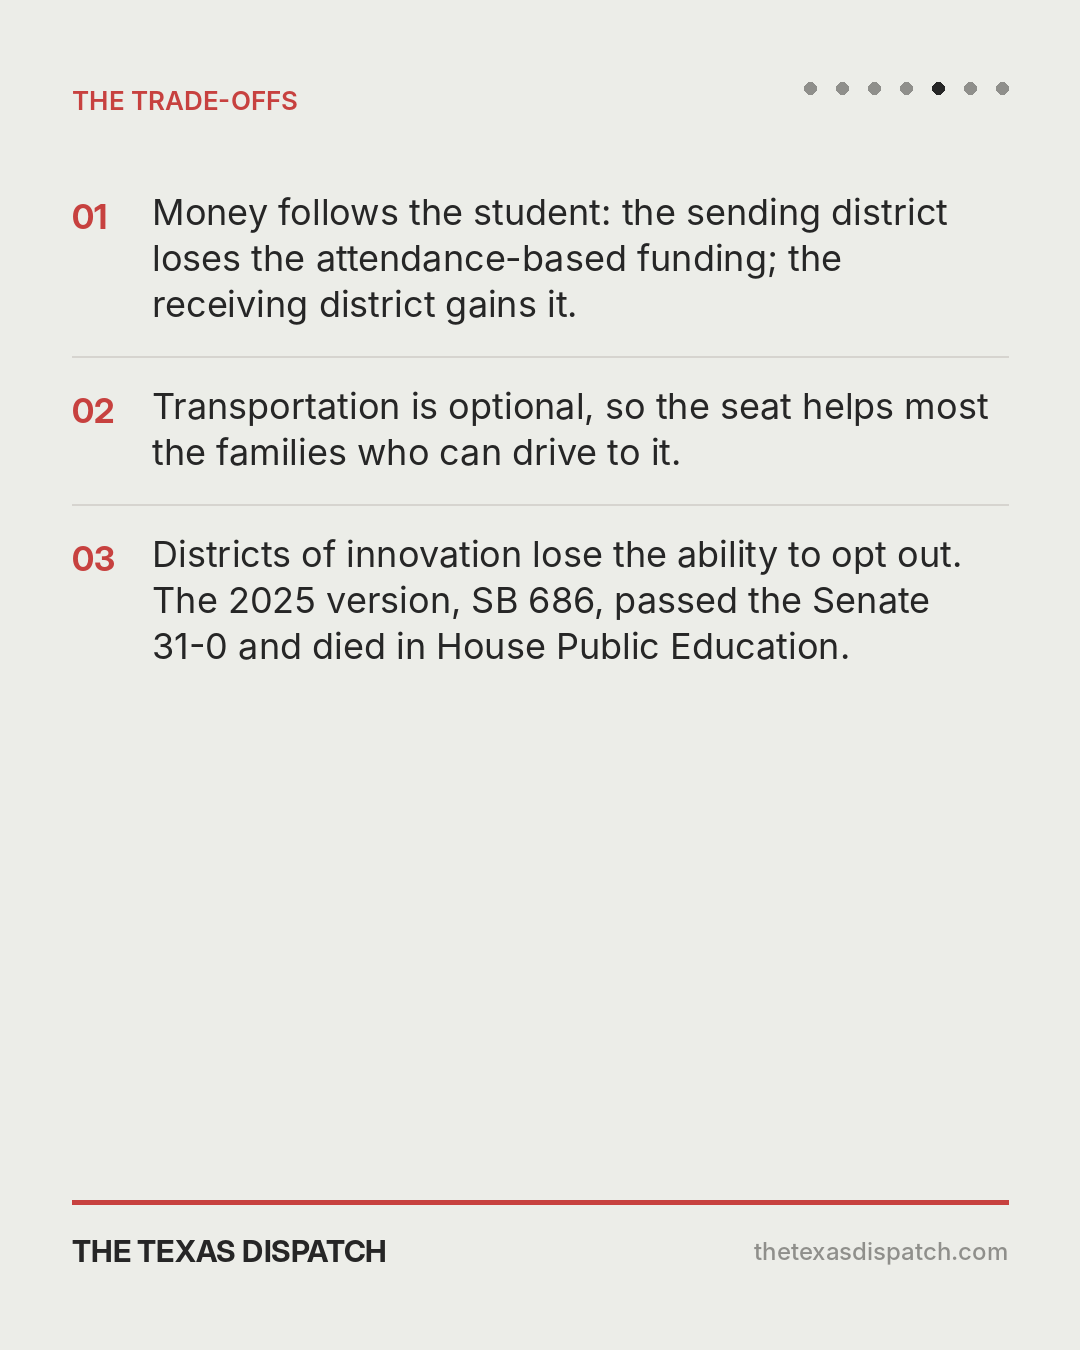 THE TRADE-OFFS
01 Money follows the student: the sending district
loses the attendance-based funding; the
receiving district gains it.
02 Transportation is optional, so the seat helps most
the families who can drive to it.
03 Districts of innovation lose the ability to opt out.
The 2025 version, SB 686, passed the Senate
31-0 and died in House Public Education.
THE TEXAS DISPATCH
thetexasdispatch.com